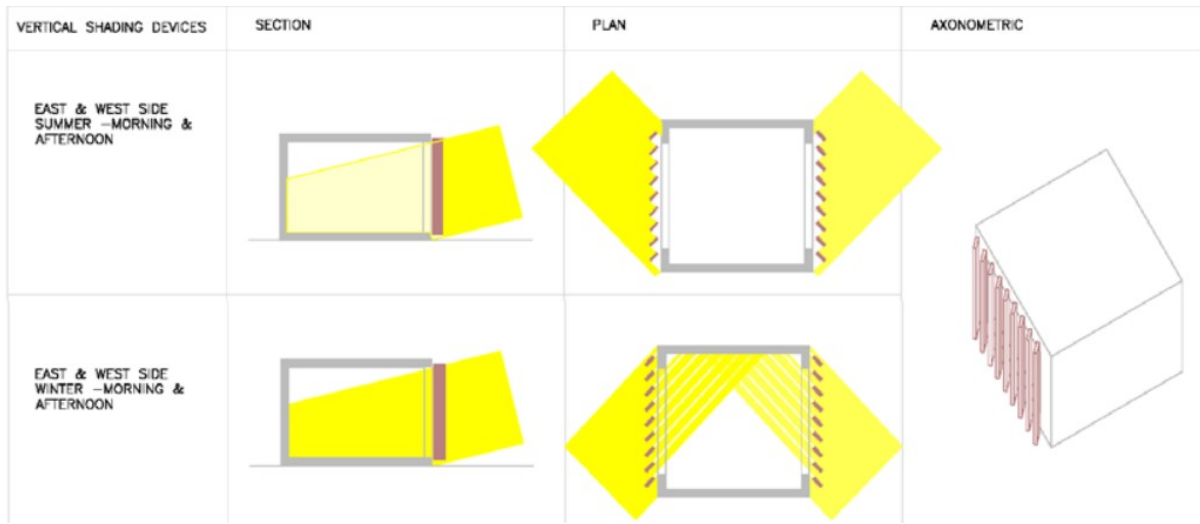 VERTICAL SHADING DEVICES
SECTION
PLAN
AXONOMETRIC
EAST & WEST SIDE
SUMMER –MORNING &
AFTERNOON
EAST & WEST SIDE
WINTER –MORNING &
AFTERNOON